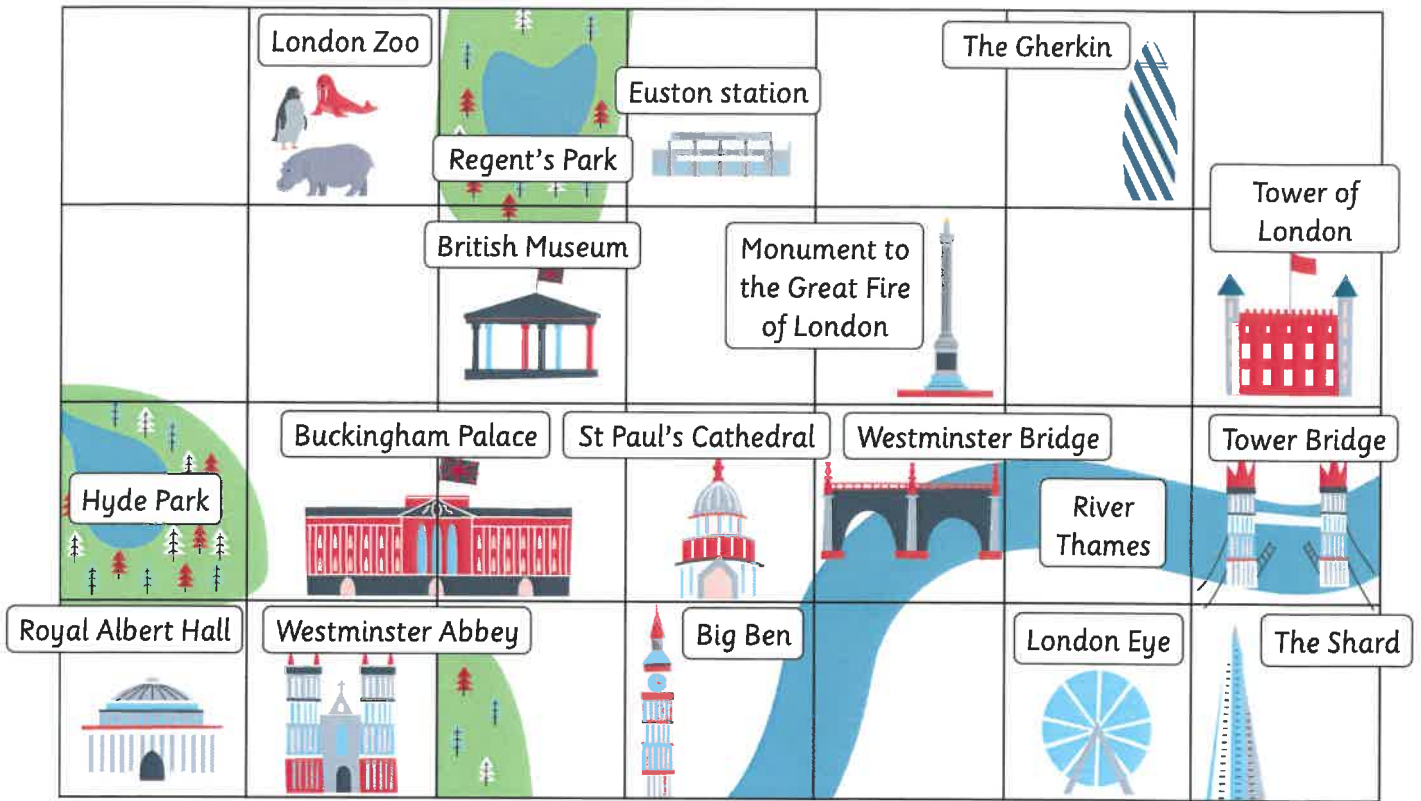 London Zoo
The Gherkin
Euston station
Regent's Park
Tower of
London
British Museum
Monument to
the Great Fire
of London
Buckingham Palace
St Paul's Cathedral
Westminster Bridge
Tower Bridge
Hyde Park
River
Thames
Royal Albert Hall
Westminster Abbey
Big Ben
London Eye
The Shard